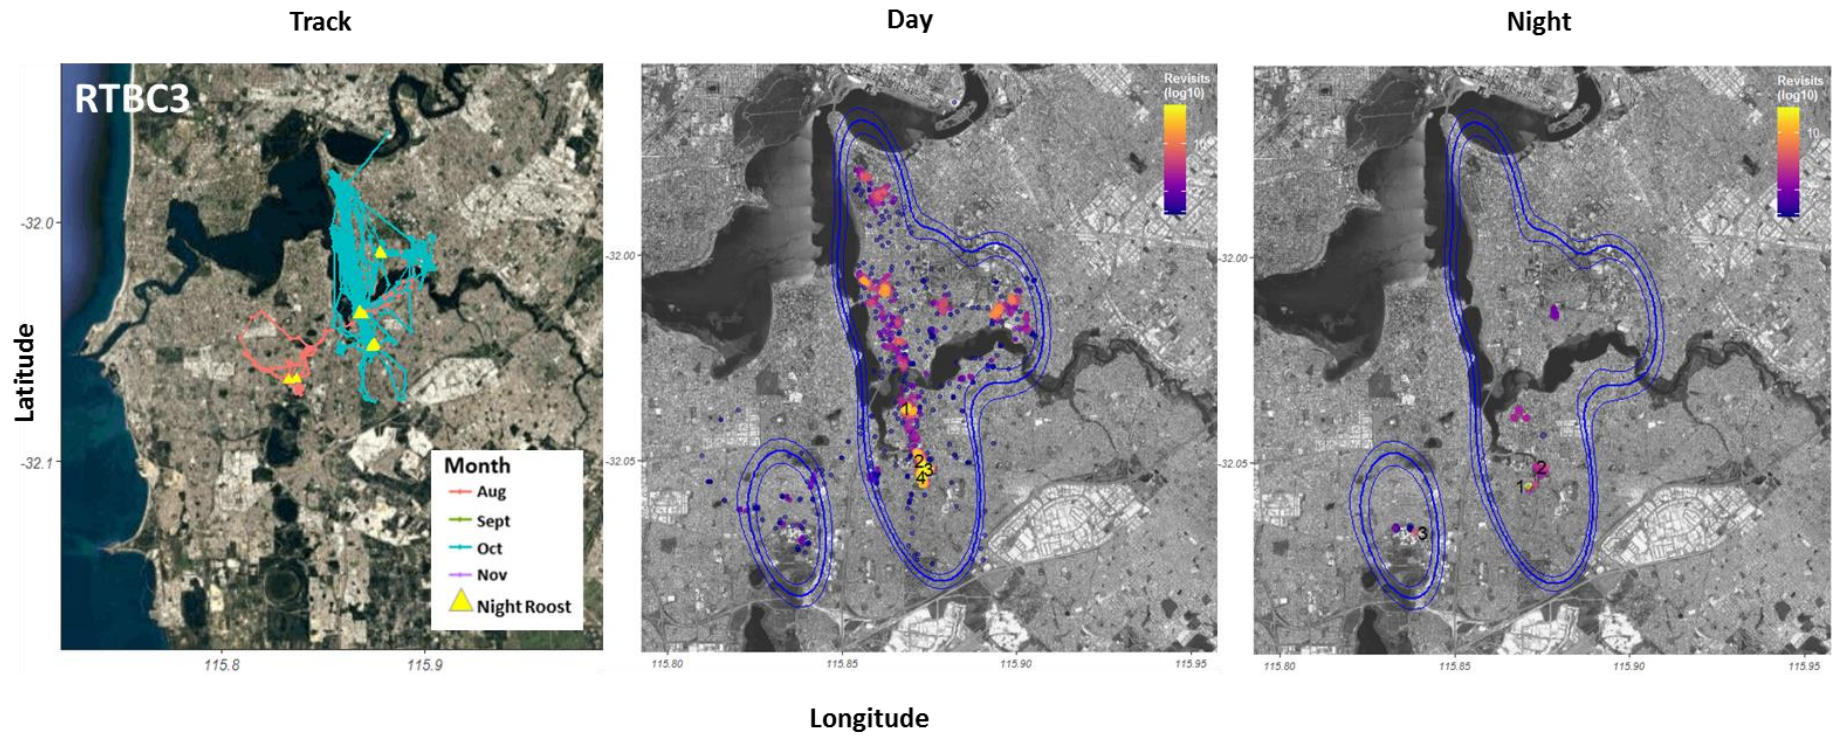 Track
Day
Night
RTBC3
Latitude
-32.0
-32.1
115.8
115.9
Month
Aug
Sept
Oct
Nov
Night Roost
Revisits
(log10)
10
-32.00
-32.05
115.80
115.85
115.90
115.95
1
2
3
4
Revisits
(log10)
10
-32.00
-32.05
115.80
115.85
115.90
115.95
2
1
3
Longitude